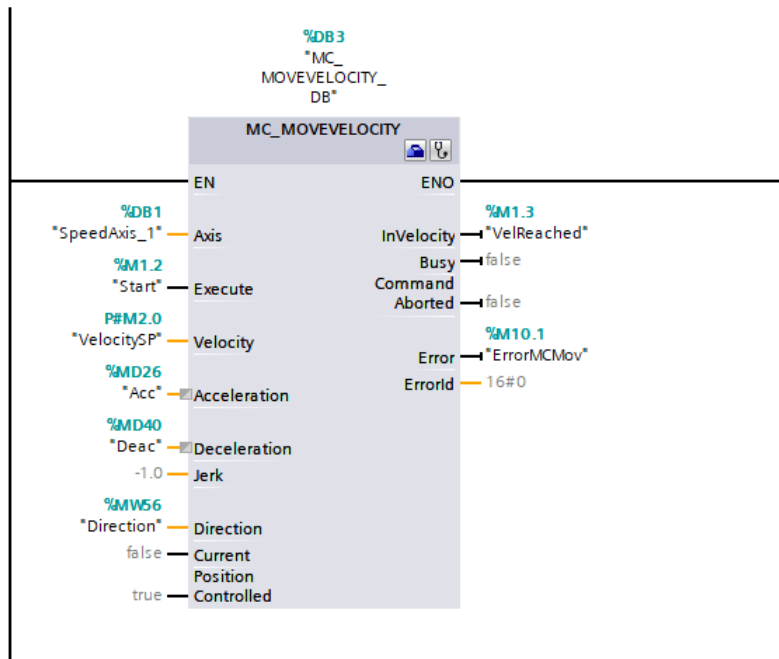 %DB3
"MC_
MOVEVELOCITY_
DB"
MC_MOVEVELOCITY
EN
ENO
%DB1
"SpeedAxis_1"
Axis
%M1.2
"Start"
Execute
P#M2.0
"VelocitySP"
Velocity
%MD26
"Acc"
Acceleration
%MD40
"Deac"
Deceleration
-1.0
Jerk
%MW56
"Direction"
Direction
false
Current
Position
true
Controlled
%M1.3
InVelocity
"VelReached"
Busy
false
Command
Aborted
false
%M10.1
Error
"ErrorMCMov"
ErrorId
16#0